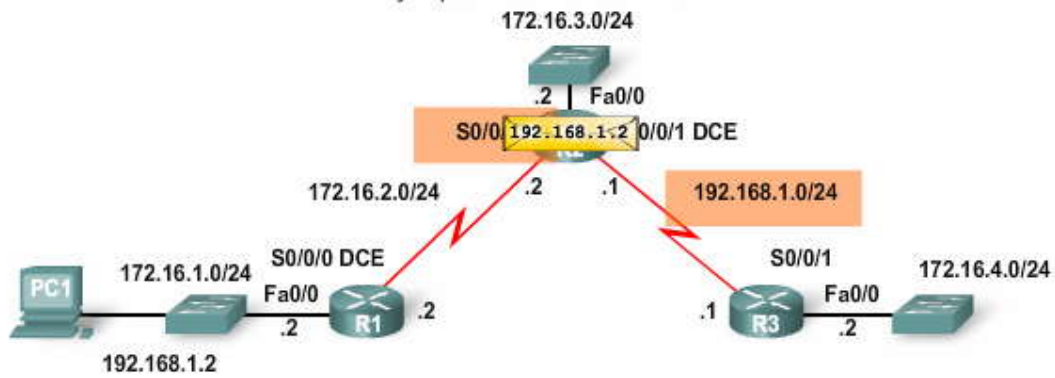 172.16.3.0/24
.2 Fa0/0
S0/0/ 192.168.1.2 0/0/1 DCE
172.16.2.0/24
.2 .1
192.168.1.0/24
S0/0/0 DCE
S0/0/1
172.16.1.0/24
172.16.4.0/24
PC1
Fa0/0
.2
R1
.2
.1
R3
Fa0/0
.2
192.168.1.2